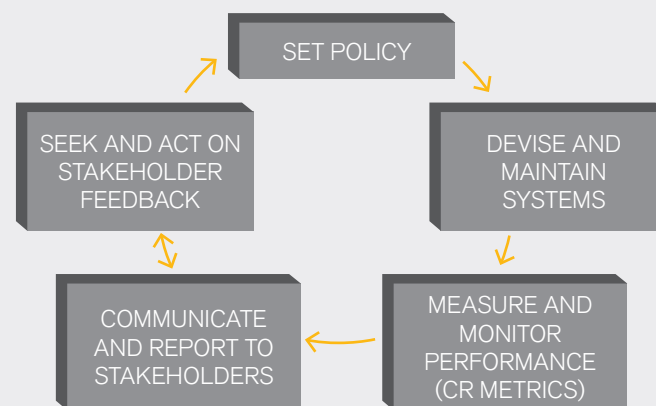 SET POLICY
DEVISE AND
MAINTAIN
SYSTEMS
MEASURE AND
MONITOR
PERFORMANCE
(CR METRICS)
COMMUNICATE
AND REPORT TO
STAKEHOLDERS
SEEK AND ACT ON
STAKEHOLDER
FEEDBACK